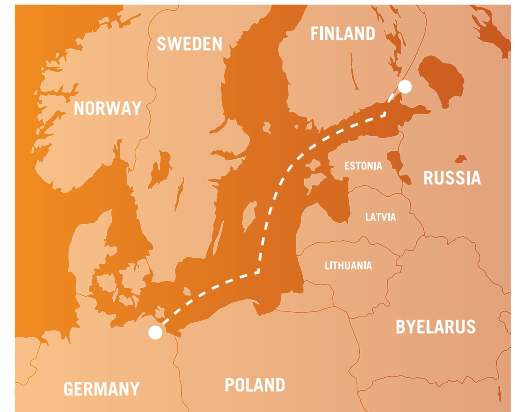 FINLAND
SWEDEN
NORWAY
ESTONIA
RUSSIA
LATVIA
LITHUANIA
BYELARUS
GERMANY
POLAND